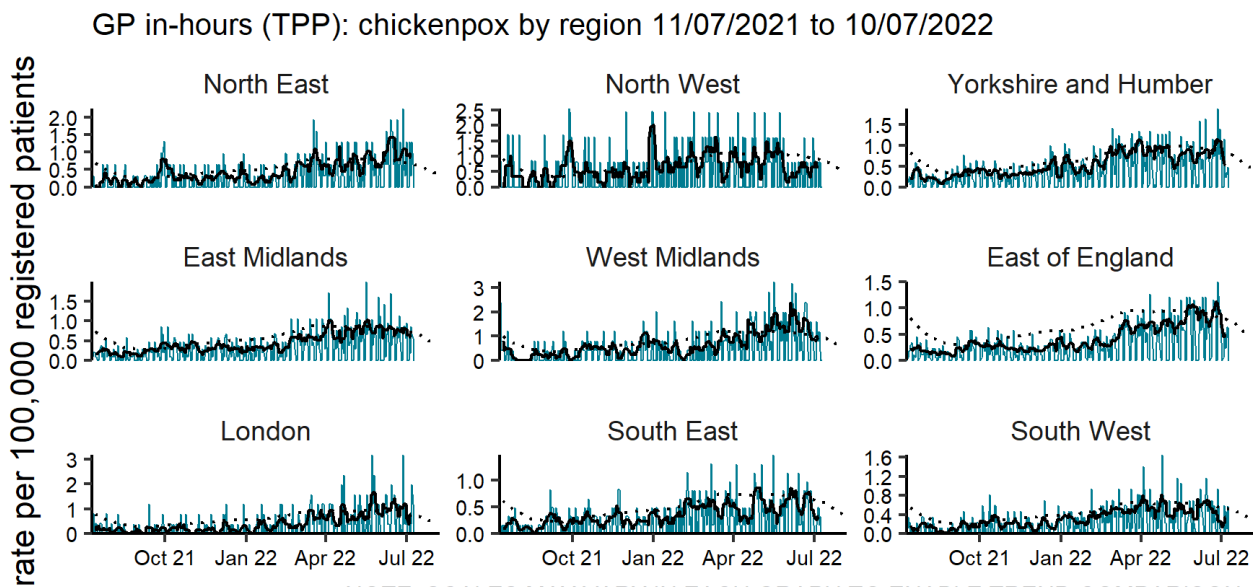 GP in-hours (TPP): chickenpox by region 11/07/2021 to 10/07/2022
rate per 100,000 registered patients
North East
2.0
1.5
1.0
0.5
0.0
North West
2.5
2.0
1.5
1.0
0.5
0.0
Yorkshire and Humber
1.5
1.0
0.5
0.0
East Midlands
1.5
1.0
0.5
0.0
West Midlands
3
2
1
0
East of England
1.5
1.0
0.5
0.0
London
3
2
1
0
Oct 21 Jan 22 Apr 22 Jul 22
South East
1.0
0.5
0.0
Oct 21 Jan 22 Apr 22 Jul 22
South West
1.6
1.2
0.8
0.4
0.0
Oct 21 Jan 22 Apr 22 Jul 22